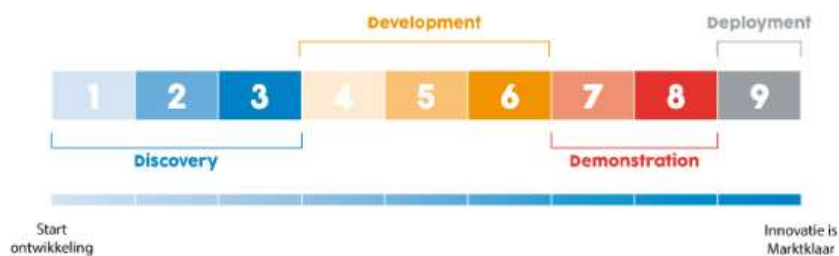 Development
Deployment
1 2 3 4 5 6 7 8 9
Discovery
Demonstration
Start
ontwikkeling
Innovatie is
Marktklaar